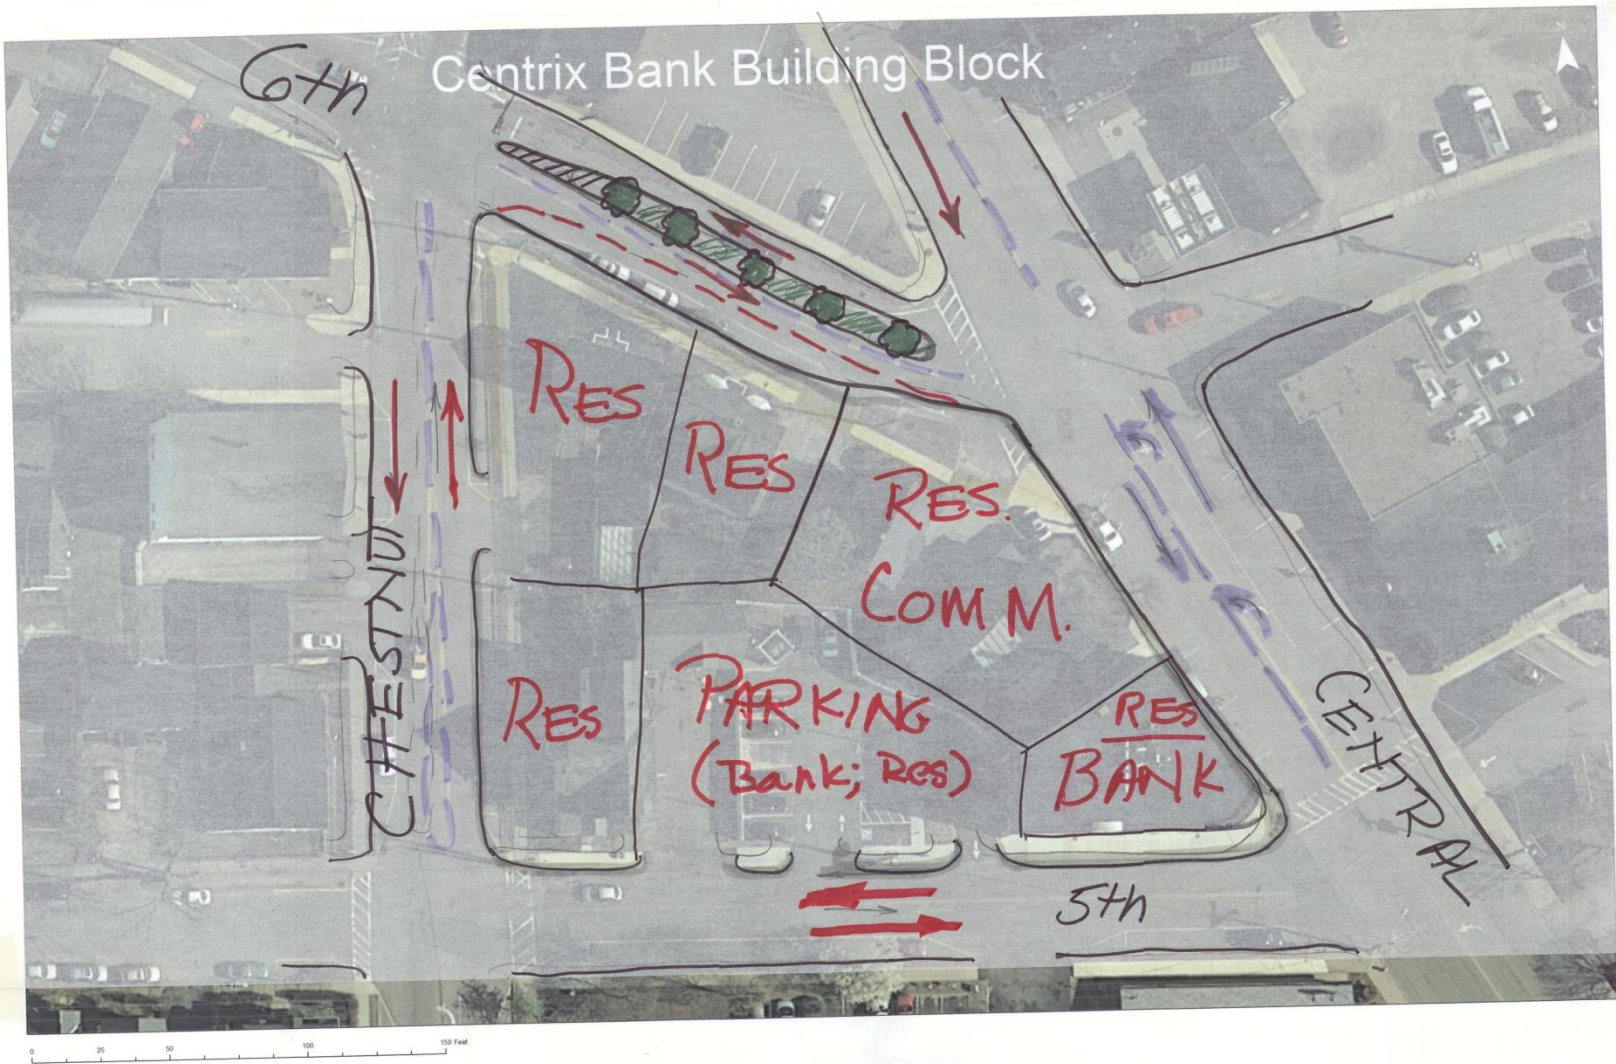 6th
Centrix Bank Building Block
N
RES
RES
RES.
COMM.
CHESTNUT
RES
PARKING
(Bank; Res)
RES
BANK
CENTRAL
5th
0 25 50 100 150 Feet